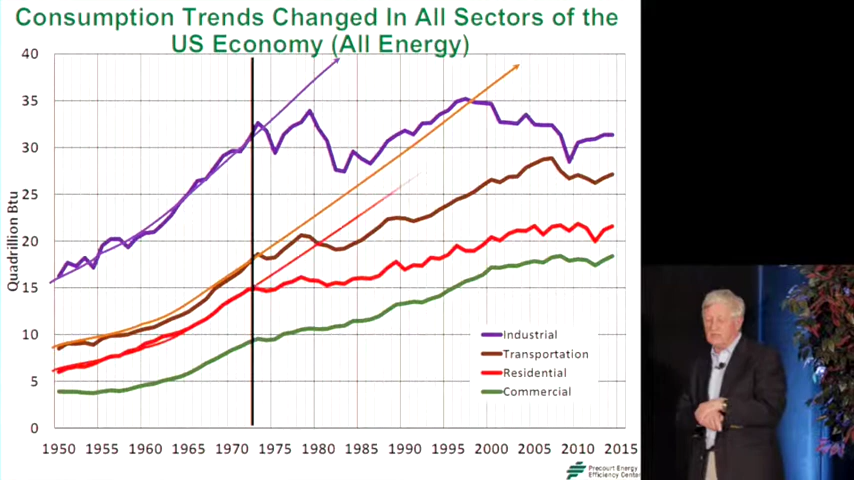 Consumption Trends Changed In All Sectors of the
US Economy (All Energy)
Quadrillion Btu
40
35
30
25
20
15
10
5
0
1950 1955 1960 1965 1970 1975 1980 1985 1990 1995 2000 2005 2010 2015
Industrial
Transportation
Residential
Commercial
Precourt Energy
Efficiency Center